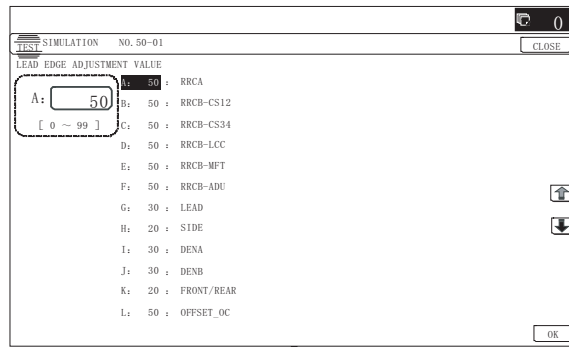 0
TEST SIMULATION NO.50-01
CLOSE
LEAD EDGE ADJUSTMENT VALUE
A: 50
[ 0 ~ 99 ]
A: 50 : RRCA
B: 50 : RRCB-CS12
C: 50 : RRCB-CS34
D: 50 : RRCB-LCC
E: 50 : RRCB-MFT
F: 50 : RRCB-ADU
G: 30 : LEAD
H: 20 : SIDE
I: 30 : DENA
J: 30 : DENB
K: 20 : FRONT/REAR
L: 50 : OFFSET_OC
OK